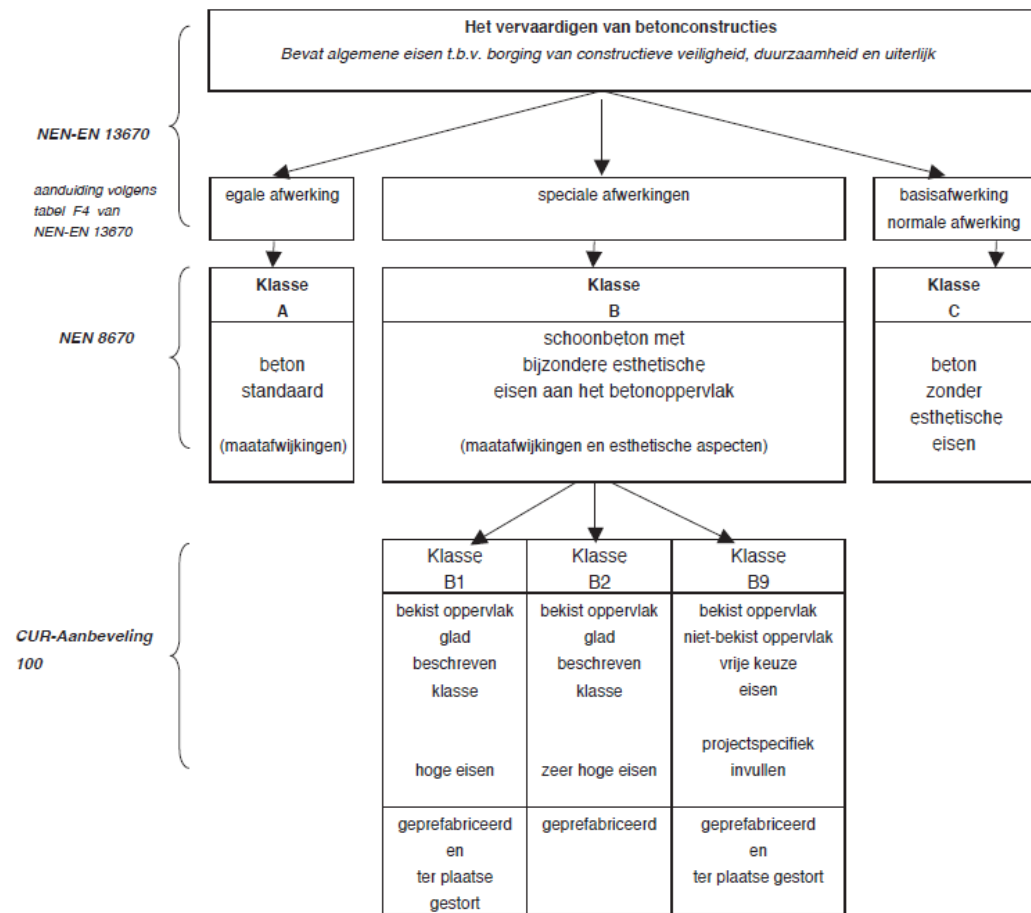 Het vervaardigen van betonconstructies
Bevat algemene eisen t.b.v. borging van constructieve veiligheid, duurzaamheid en uiterlijk
NEN-EN 13670
aanduiding volgens
tabel F4 van
NEN-EN 13670
egale afwerking
speciale afwerkingen
basisafwerking
normale afwerking
NEN 8670
Klasse
A
beton
standaard
(maatafwijkingen)
Klasse
B
schoonbeton met
bijzondere esthetische
eisen aan het betonoppervlak
(maatafwijkingen en esthetische aspecten)
Klasse
C
beton
zonder
esthetische
eisen
CUR-Aanbeveling
100
Klasse
B1
bekist oppervlak
glad
beschreven
klasse
hoge eisen
geprefabriceerd
en
ter plaatse
gestort
Klasse
B2
bekist oppervlak
glad
beschreven
klasse
zeer hoge eisen
geprefabriceerd
Klasse
B9
bekist oppervlak
niet-bekist oppervlak
vrije keuze
eisen
projectspecifiek
invullen
geprefabriceerd
en
ter plaatse gestort